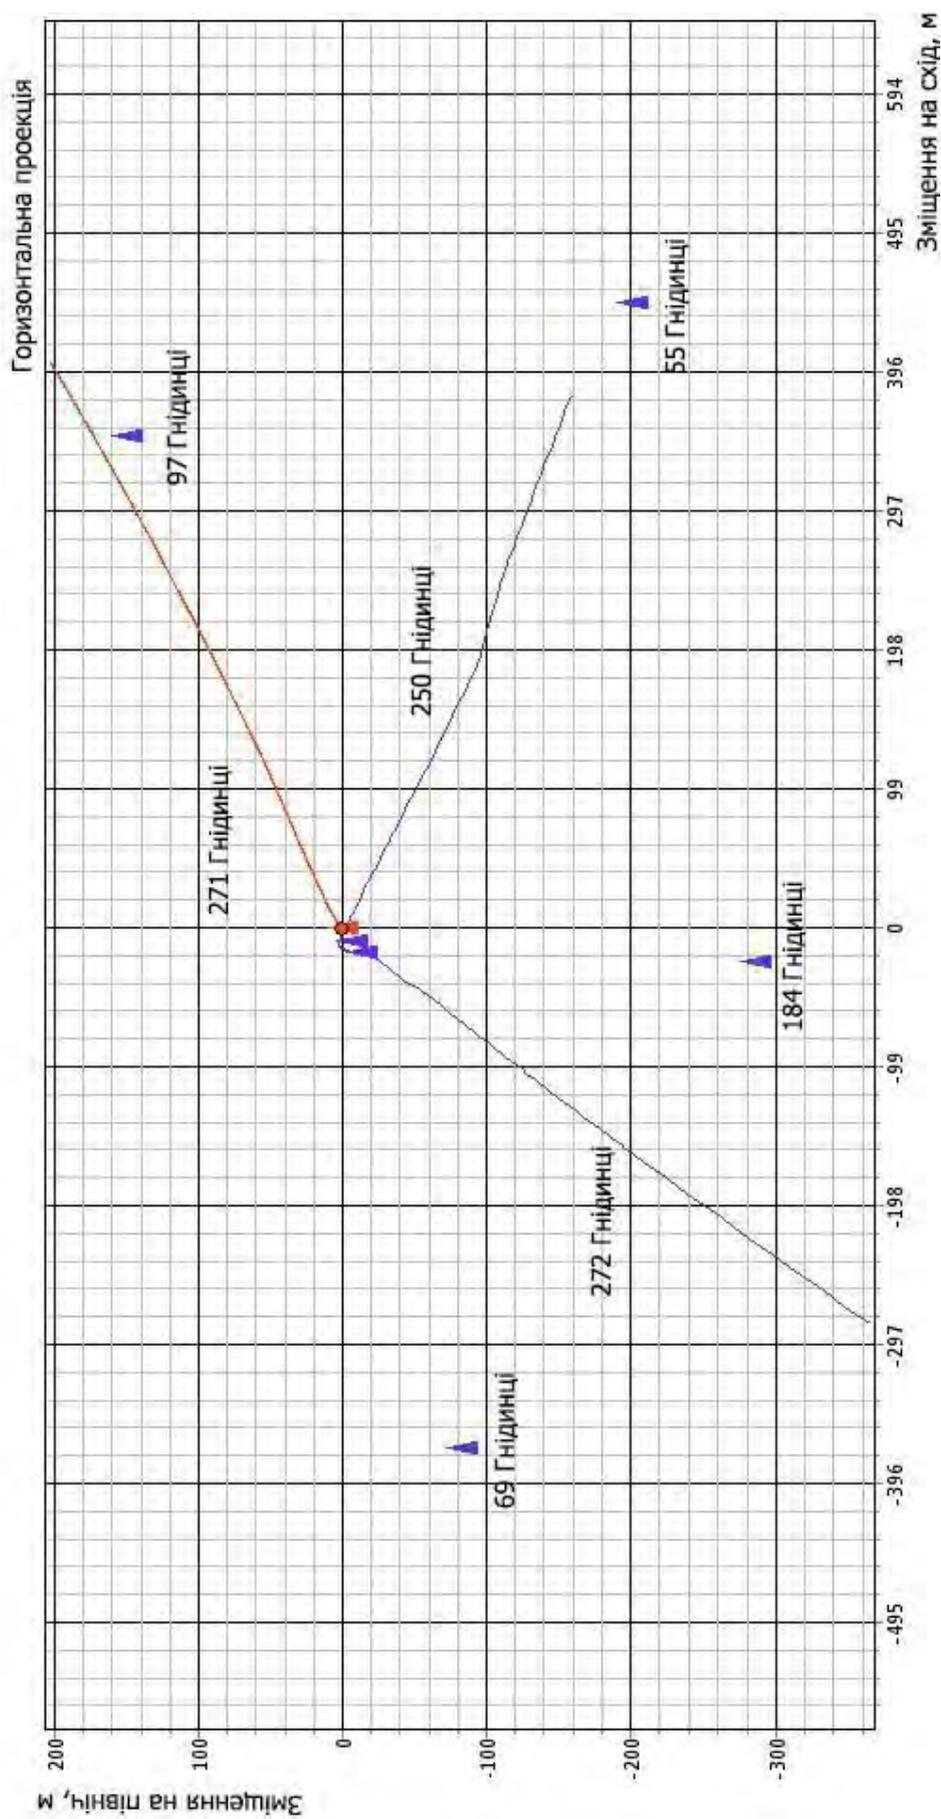 Горизонтальна проекція
Зміщення на північ, м
200
100
0
-100
-200
-300
271 Гнідинці
97 Гнідинці
250 Гнідинці
55 Гнідинці
272 Гнідинці
184 Гнідинці
69 Гнідинці
-495
-396
-297
-198
-99
0
99
198
297
396
495
594
Зміщення на схід, м